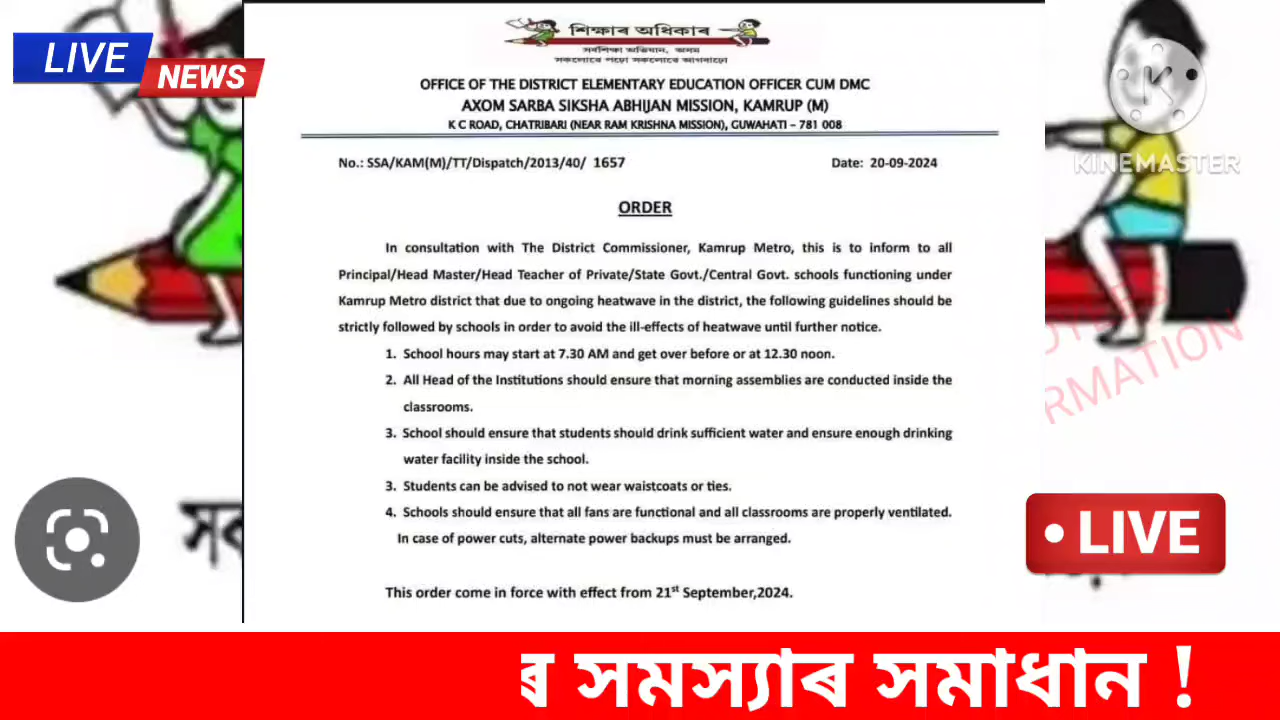 LIVE
NEWS
শিক্ষাৰ অধিকাৰ
সৰ্বশিক্ষা অভিযান, অসম
সকলোৱে পঢ়ো সকলোৱে আগবাঢ়ো
OFFICE OF THE DISTRICT ELEMENTARY EDUCATION OFFICER CUM DMC
AXOM SARBA SIKSHA ABHIJAN MISSION, KAMRUP (M)
K C ROAD, CHATRIBARI (NEAR RAM KRISHNA MISSION), GUWAHATI – 781 008
No.: SSA/KAM(M)/TT/Dispatch/2013/40/ 1657 Date: 20-09-2024
ORDER
In consultation with The District Commissioner, Kamrup Metro, this is to inform to all
Principal/Head Master/Head Teacher of Private/State Govt./Central Govt. schools functioning under
Kamrup Metro district that due to ongoing heatwave in the district, the following guidelines should be
strictly followed by schools in order to avoid the ill-effects of heatwave until further notice.
1. School hours may start at 7.30 AM and get over before or at 12.30 noon.
2. All Head of the Institutions should ensure that morning assemblies are conducted inside the
classrooms.
3. School should ensure that students should drink sufficient water and ensure enough drinking
water facility inside the school.
3. Students can be advised to not wear waistcoats or ties.
4. Schools should ensure that all fans are functional and all classrooms are properly ventilated.
In case of power cuts, alternate power backups must be arranged.
This order come in force with effect from 21st September,2024.
KINEMASTER
RMATION
LIVE
ৰ সমস্যাৰ সমাধান !